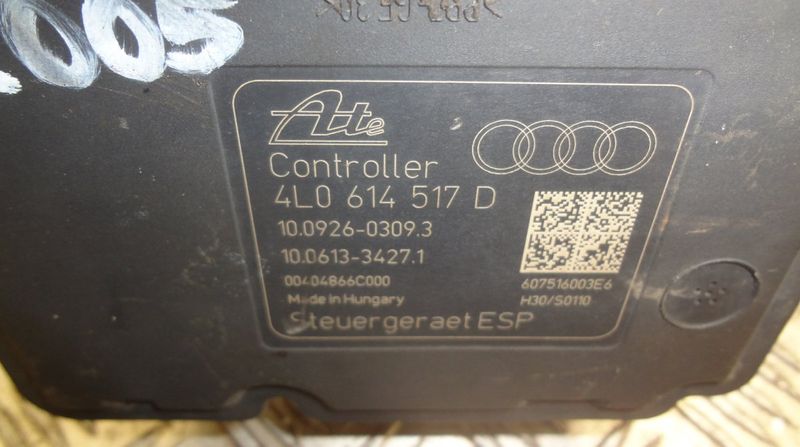 005
Ate
Controller
4L0 614 517 D
10.0926-0309.3
10.0613-3427.1
00404866C000
Made in Hungary
607516003E6
H30/S0110
Steuergeraet ESP